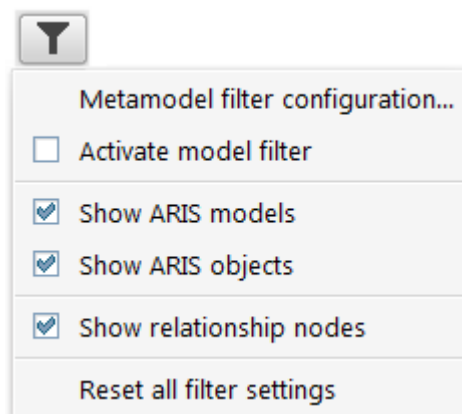 Metamodel filter configuration...
Activate model filter
Show ARIS models
Show ARIS objects
Show relationship nodes
Reset all filter settings